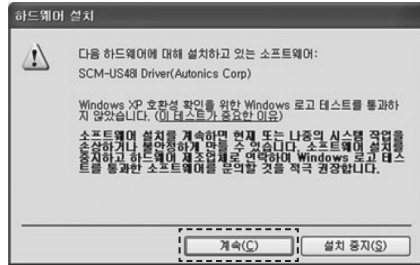 하드웨어 설치
다음 하드웨어에 대해 설치하고 있는 소프트웨어:
SCM-US48I Driver(Autonics Corp)
Windows XP 호환성 확인을 위한 Windows 로고 테스트를 통과하
지 않았습니다. (이 테스트가 중요한 이유)
소프트웨어 설치를 계속하면 현재 또는 나중의 시스템 작업을
손상하거나 불안정하게 만들 수 있습니다. 소프트웨어 설치를
중지하고 하드웨어 제조업체로 연락하여 Windows 로고 테스
트를 통과한 소프트웨어를 문의할 것을 적극 권장합니다.
계속(C)
설치 중지(S)